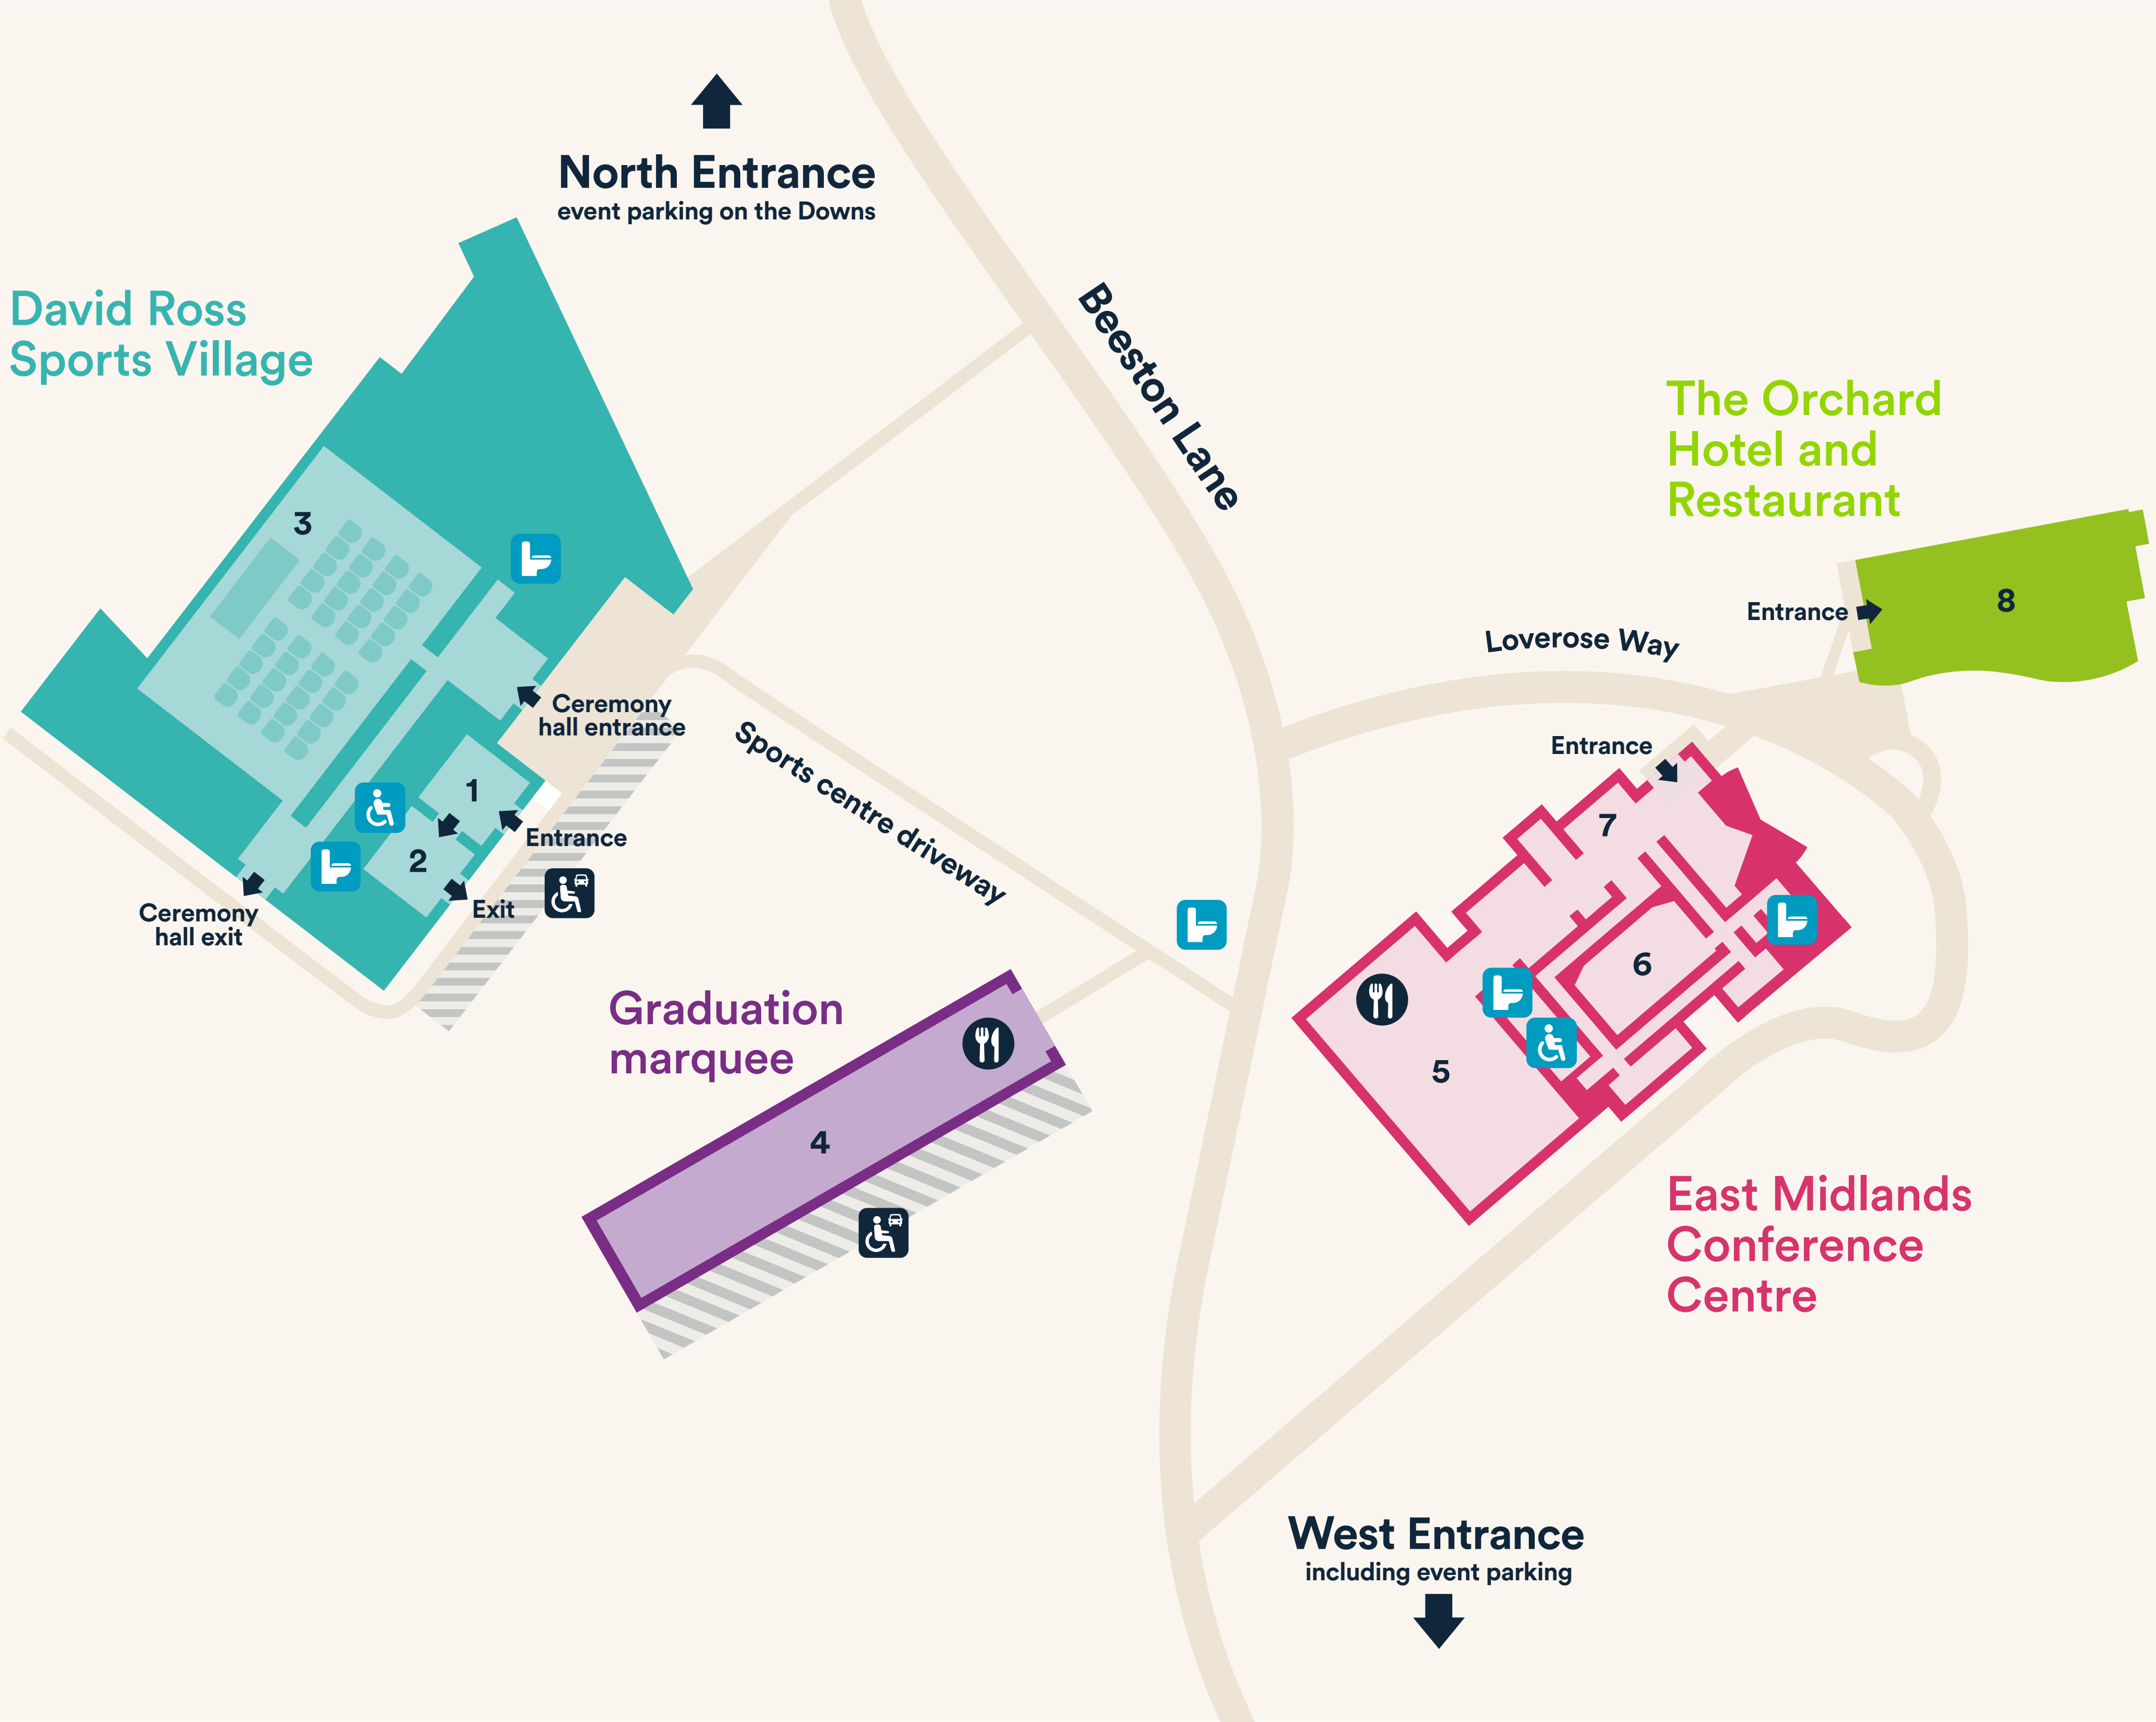 North Entrance
event parking on the Downs
David Ross
Sports Village
Beeston Lane
The Orchard
Hotel and
Restaurant
3
8
Entrance
Loverose Way
Ceremony
hall entrance
Sports centre driveway
Entrance
1
Entrance
2
7
Exit
Ceremony
hall exit
6
Graduation
marquee
5
4
East Midlands
Conference
Centre
West Entrance
including event parking